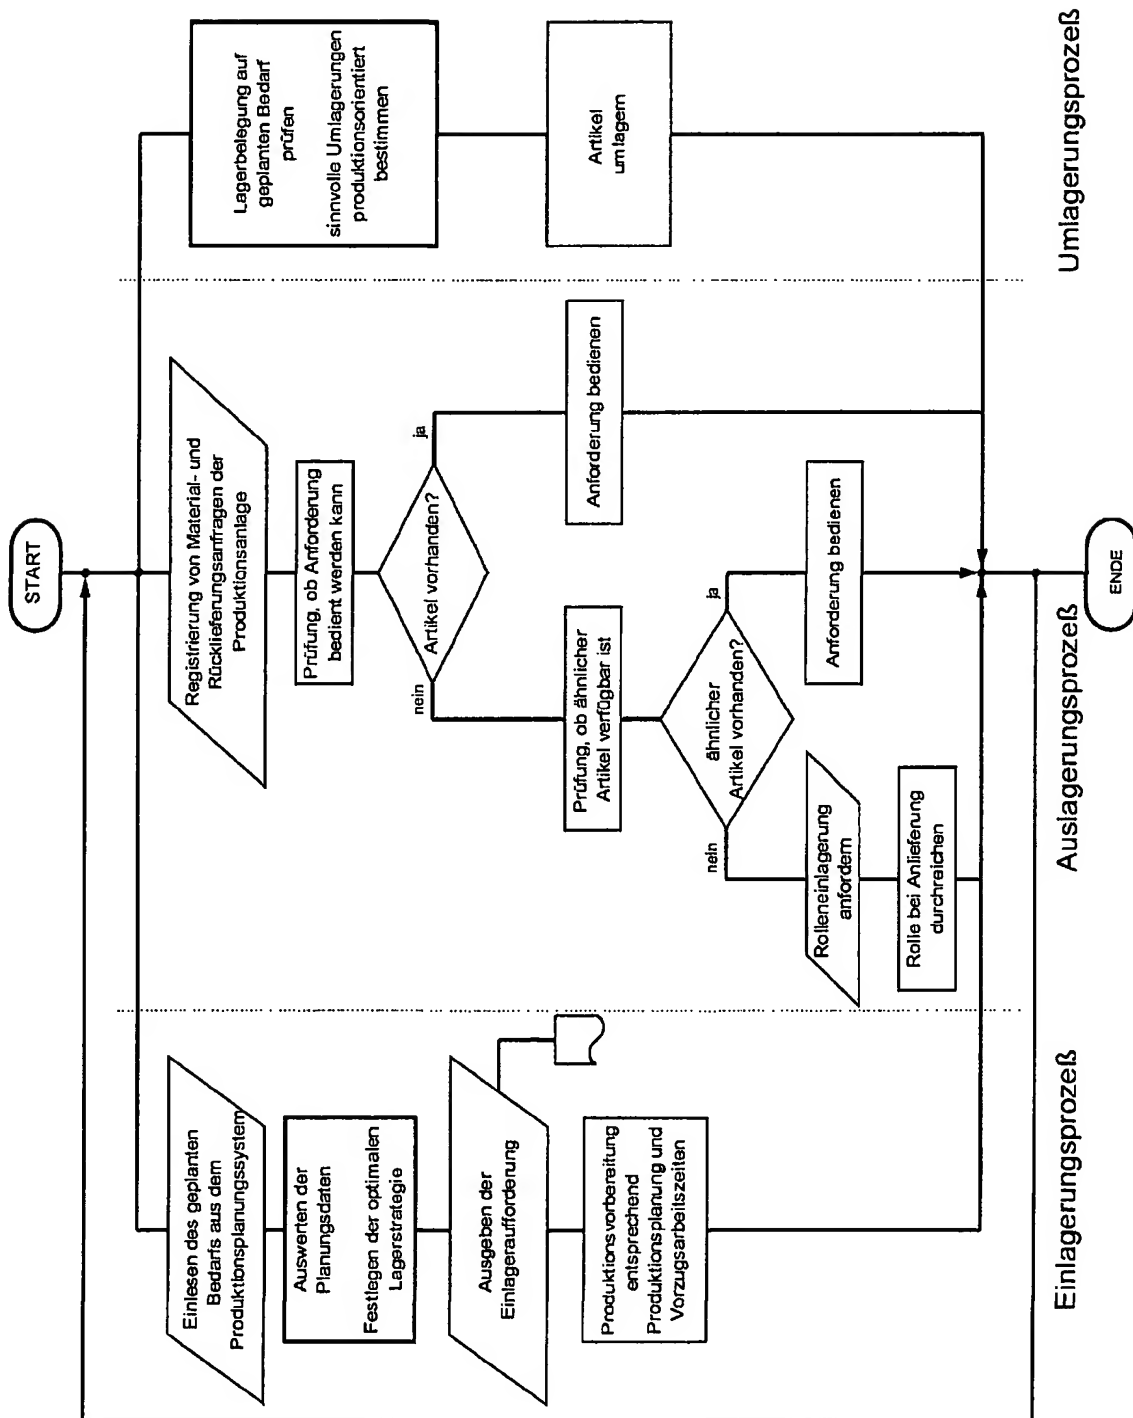 START
Einlesen des geplanten
Bedarfs aus dem
Produktionsplanungssystem
Auswerten der
Planungsdaten
Festlegen der optimalen
Lagerstrategie
Ausgeben der
Einlageraufforderung
Produktionsvorbereitung
entsprechend
Produktionsplanung und
Vorzugsarbeitszeiten
Einlagerungsprozeß
Registrierung von Material- und
Rücklieferungsanfragen der
Produktionsanlage
Prüfung, ob Anforderung
bedient werden kann
Artikel vorhanden?
nein
ja
Prüfung, ob ähnlicher
Artikel verfügbar ist
Anforderung bedienen
ähnlicher
Artikel vorhanden?
nein
ja
Rolleneinlagerung
anfordern
Anforderung bedienen
Rolle bei Anlieferung
durchreichen
Auslagerungsprozeß
Lagerbelegung auf
geplanten Bedarf
prüfen
sinnvolle Umlagerungen
produktionsorientiert
bestimmen
Artikel
umlagern
Umlagerungsprozeß
ENDE